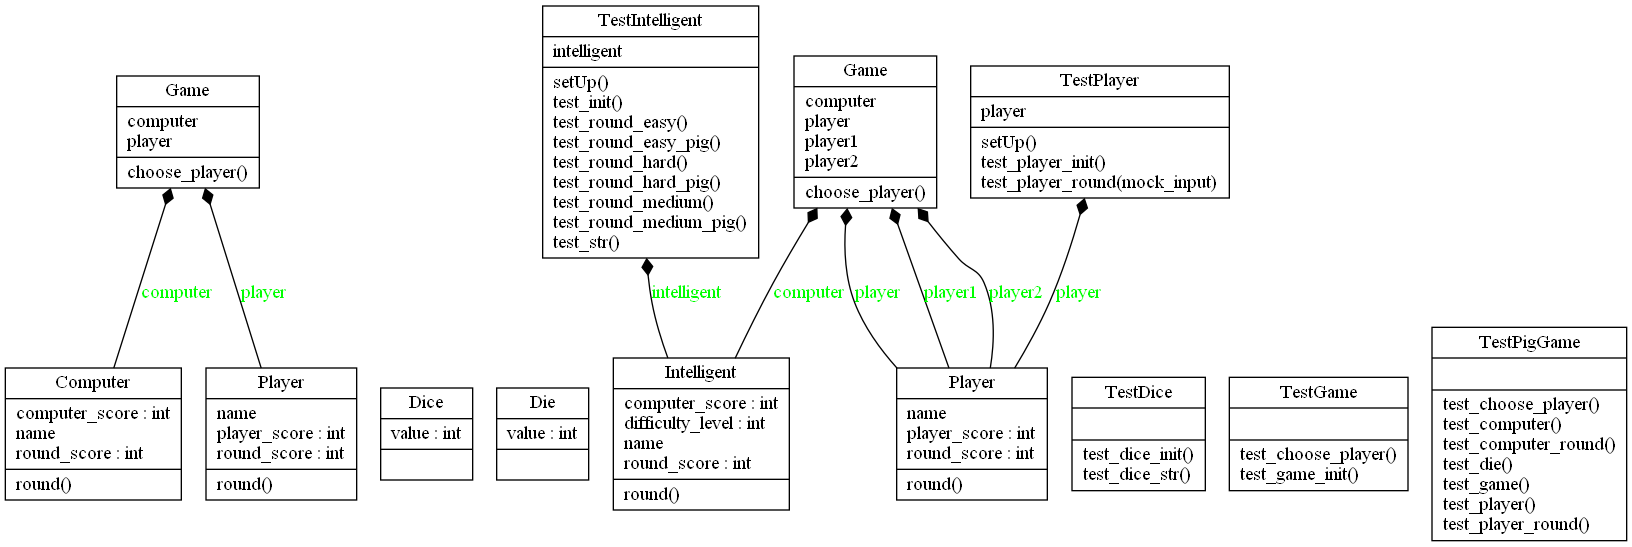 TestIntelligent
intelligent
setUp()
test_init()
test_round_easy()
test_round_easy_pig()
test_round_hard()
test_round_hard_pig()
test_round_medium()
test_round_medium_pig()
test_str()
Game
computer
player
player1
player2
choose_player()
TestPlayer
player
setUp()
test_player_init()
test_player_round(mock_input)
Game
computer
player
choose_player()
computer
player
intelligent
computer
player
player1
player2
player
Computer
computer_score : int
name
round_score : int
round()
Player
name
player_score : int
round_score : int
round()
Dice
value : int
Die
value : int
Intelligent
computer_score : int
difficulty_level : int
name
round_score : int
round()
Player
name
player_score : int
round_score : int
round()
TestDice
test_dice_init()
test_dice_str()
TestGame
test_choose_player()
test_game_init()
TestPigGame
test_choose_player()
test_computer()
test_computer_round()
test_die()
test_game()
test_player()
test_player_round()